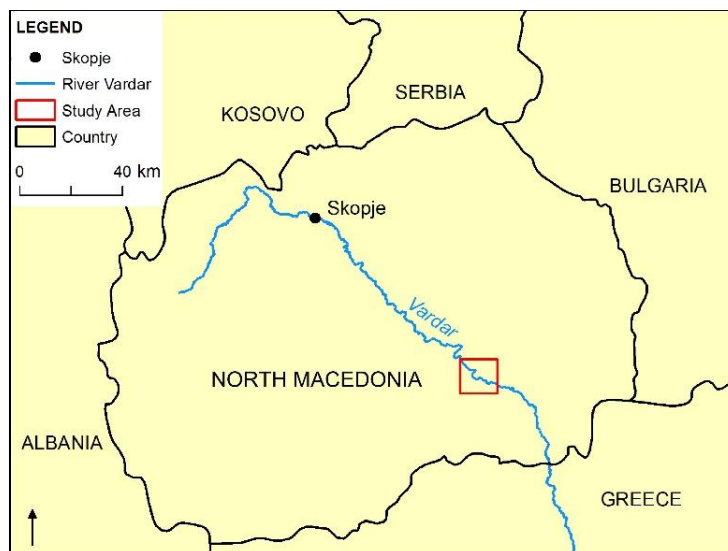 LEGEND
Skopje
River Vardar
Study Area
Country
0 40 km
KOSOVO
SERBIA
BULGARIA
Skopje
Vardar
NORTH MACEDONIA
ALBANIA
GREECE